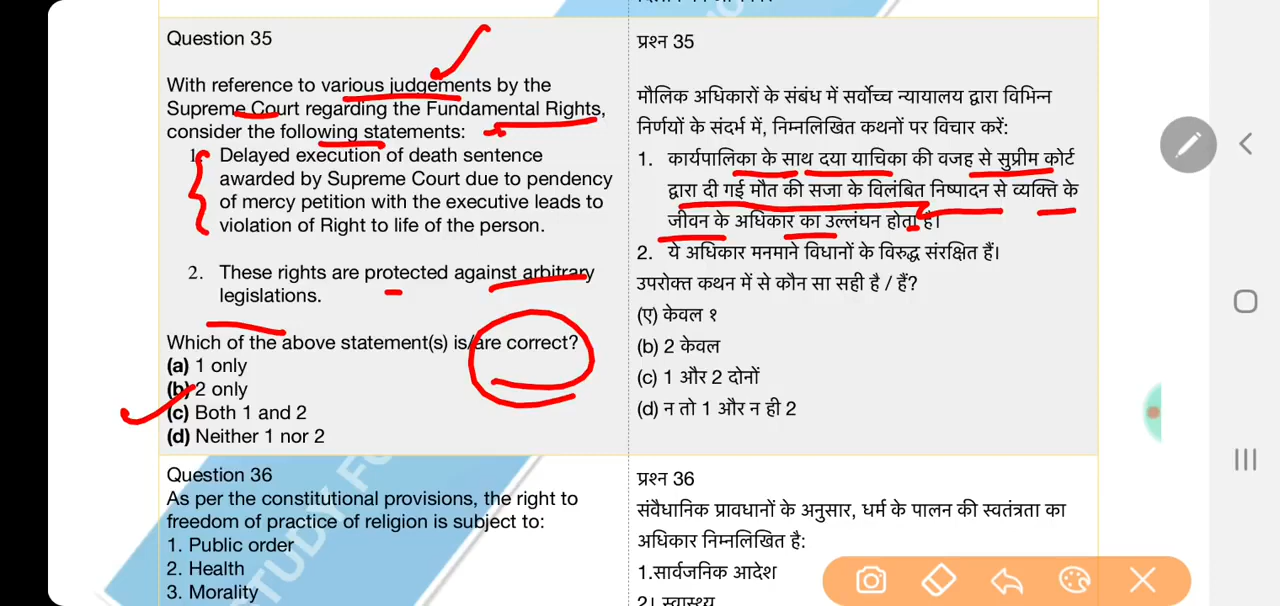 Question 35
With reference to various judgements by the
Supreme Court regarding the Fundamental Rights,
consider the following statements:
1. Delayed execution of death sentence
awarded by Supreme Court due to pendency
of mercy petition with the executive leads to
violation of Right to life of the person.
2. These rights are protected against arbitrary
legislations.
Which of the above statement(s) is/are correct?
(a) 1 only
(b) 2 only
(c) Both 1 and 2
(d) Neither 1 nor 2
प्रश्न 35
मौलिक अधिकारों के संबंध में सर्वोच्च न्यायालय द्वारा विभिन्न
निर्णयों के संदर्भ में, निम्नलिखित कथनों पर विचार करें:
1. कार्यपालिका के साथ दया याचिका की वजह से सुप्रीम कोर्ट
द्वारा दी गई मौत की सजा के विलंबित निष्पादन से व्यक्ति के
जीवन के अधिकार का उल्लंघन होता है।
2. ये अधिकार मनमाने विधानों के विरुद्ध संरक्षित हैं।
उपरोक्त कथन में से कौन सा सही है / हैं?
(ए) केवल १
(b) 2 केवल
(c) 1 और 2 दोनों
(d) न तो 1 और न ही 2
Question 36
As per the constitutional provisions, the right to
freedom of practice of religion is subject to:
1. Public order
2. Health
3. Morality
प्रश्न 36
संवैधानिक प्रावधानों के अनुसार, धर्म के पालन की स्वतंत्रता का
अधिकार निम्नलिखित है:
1.सार्वजनिक आदेश
2। स्वास्थ्य
STUDY FO